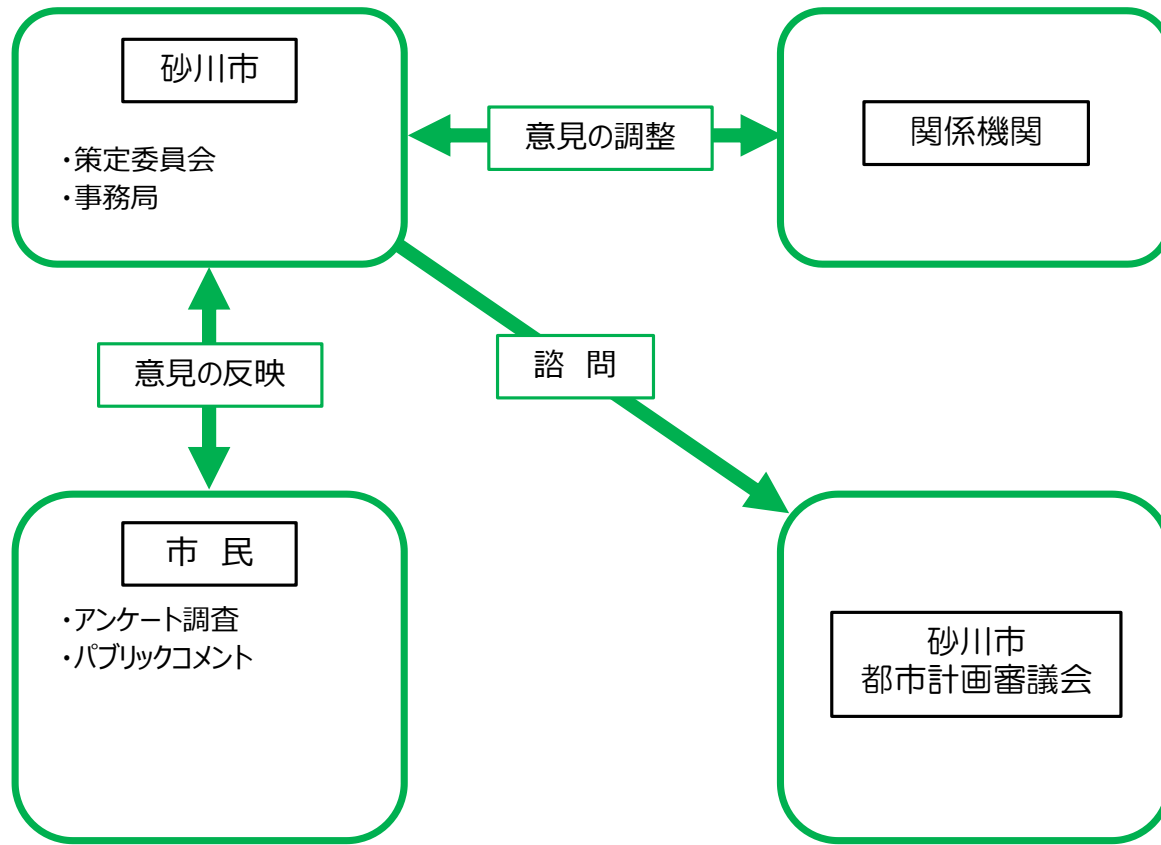 砂川市
・策定委員会
・事務局
意見の調整
関係機関
意見の反映
諮 問
市 民
・アンケート調査
・パブリックコメント
砂川市
都市計画審議会